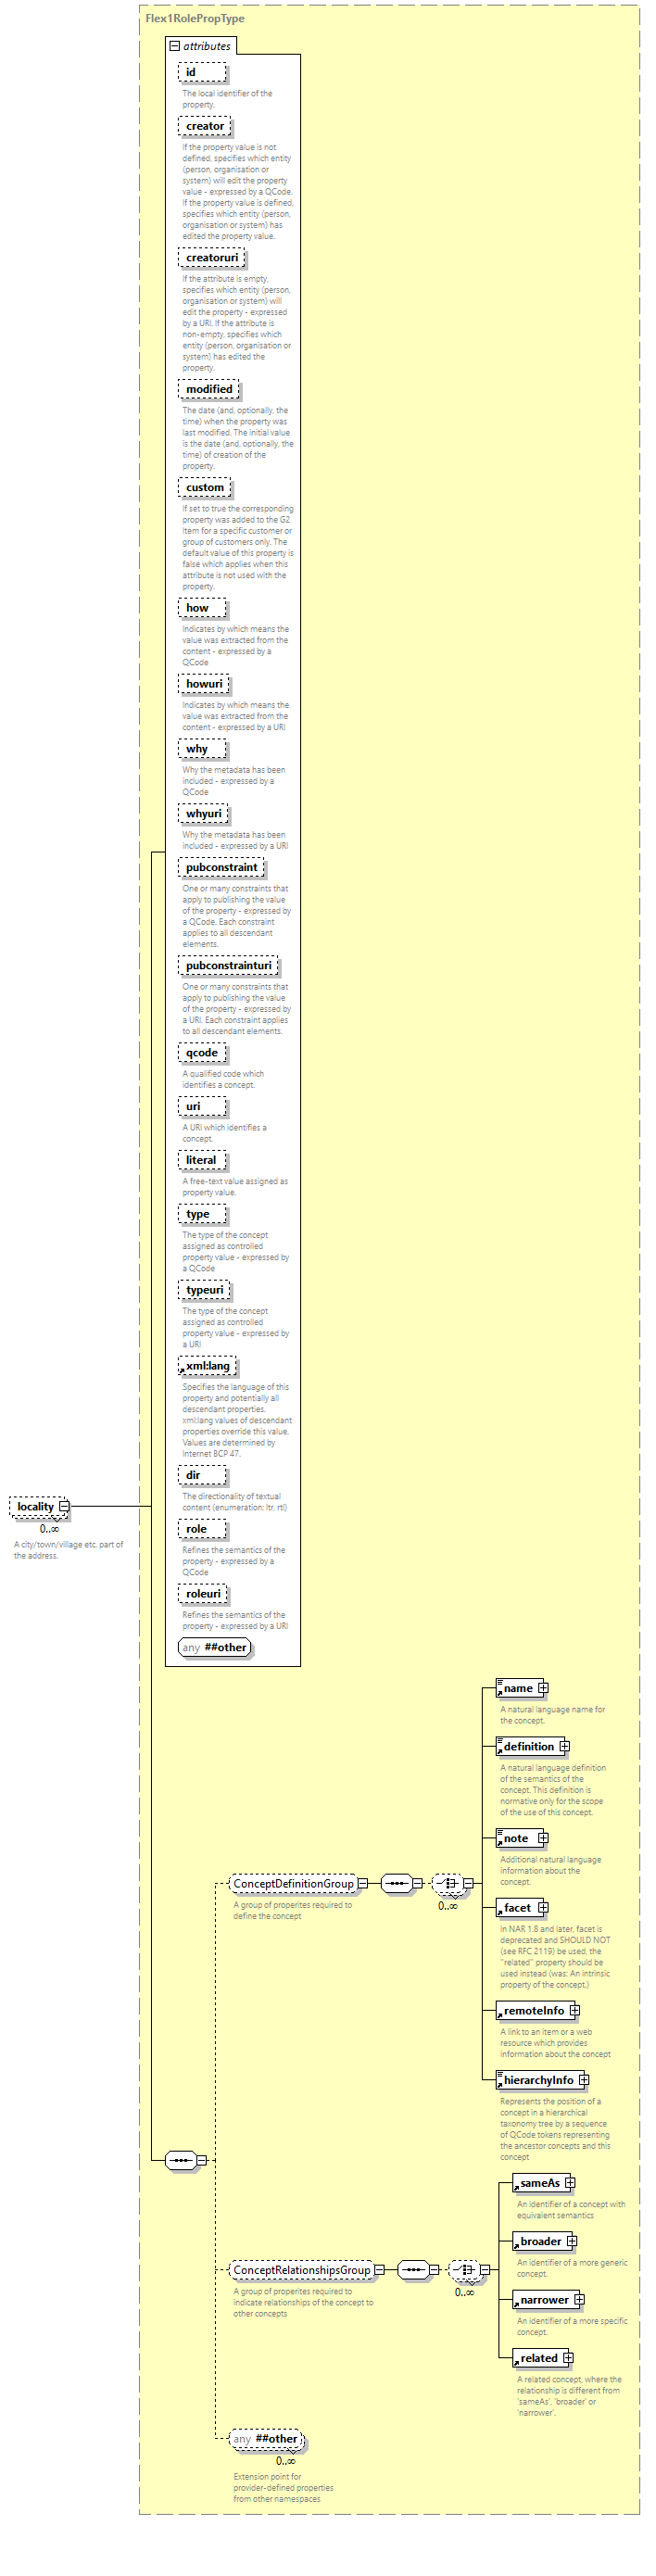 Flex1RolePropType
attributes
id
The local identifier of the
property.
creator
If the property value is not
defined, specifies which entity
(person, organisation or
system) will edit the property
value - expressed by a QCode.
If the property value is defined,
specifies which entity (person,
organisation or system) has
edited the property value.
creatoruri
If the attribute is empty,
specifies which entity (person,
organisation or system) will
edit the property - expressed
by a URI. If the attribute is
non-empty, specifies which
entity (person, organisation or
system) has edited the
property.
modified
The date (and, optionally, the
time) when the property was
last modified. The initial value
is the date (and, optionally, the
time) of creation of the
property.
custom
If set to true the corresponding
property was added to the G2
Item for a specific customer or
group of customers only. The
default value of this property is
false which applies when this
attribute is not used with the
property.
how
Indicates by which means the
value was extracted from the
content - expressed by a
QCode
howuri
Indicates by which means the
value was extracted from the
content - expressed by a URI
why
Why the metadata has been
included - expressed by a
QCode
whyuri
Why the metadata has been
included - expressed by a URI
pubconstraint
One or many constraints that
apply to publishing the value
of the property - expressed by
a QCode. Each constraint
applies to all descendant
elements.
pubconstrainturi
One or many constraints that
apply to publishing the value
of the property - expressed by
a URI. Each constraint applies
to all descendant elements.
qcode
A qualified code which
identifies a concept.
uri
A URI which identifies a
concept.
literal
A free-text value assigned as
property value.
type
The type of the concept
assigned as controlled
property value - expressed by
a QCode
typeuri
The type of the concept
assigned as controlled
property value - expressed by
a URI
xml:lang
Specifies the language of this
property and potentially all
descendant properties.
xml:lang values of descendant
properties override this value.
Values are determined by
Internet BCP 47.
dir
The directionality of textual
content (enumeration: ltr, rtl)
locality
0..∞
A city/town/village etc. part of
the address.
role
Refines the semantics of the
property - expressed by a
QCode
roleuri
Refines the semantics of the
property - expressed by a URI
any ##other
name
A natural language name for
the concept.
definition
A natural language definition
of the semantics of the
concept. This definition is
normative only for the scope
of the use of this concept.
note
Additional natural language
information about the
concept.
ConceptDefinitionGroup
0..∞
A group of properites required to
define the concept
facet
In NAR 1.8 and later, facet is
deprecated and SHOULD NOT
(see RFC 2119) be used, the
"related" property should be
used instead (was: An intrinsic
property of the concept.)
remoteInfo
A link to an item or a web
resource which provides
information about the concept
hierarchyInfo
Represents the position of a
concept in a hierarchical
taxonomy tree by a sequence
of QCode tokens representing
the ancestor concepts and this
concept
sameAs
An identifier of a concept with
equivalent semantics
broader
An identifier of a more generic
concept.
ConceptRelationshipsGroup
0..∞
A group of properites required to
indicate relationships of the concept to
other concepts
narrower
An identifier of a more specific
concept.
related
A related concept, where the
relationship is different from
'sameAs', 'broader' or
'narrower'.
any ##other
0..∞
Extension point for
provider-defined properties
from other namespaces